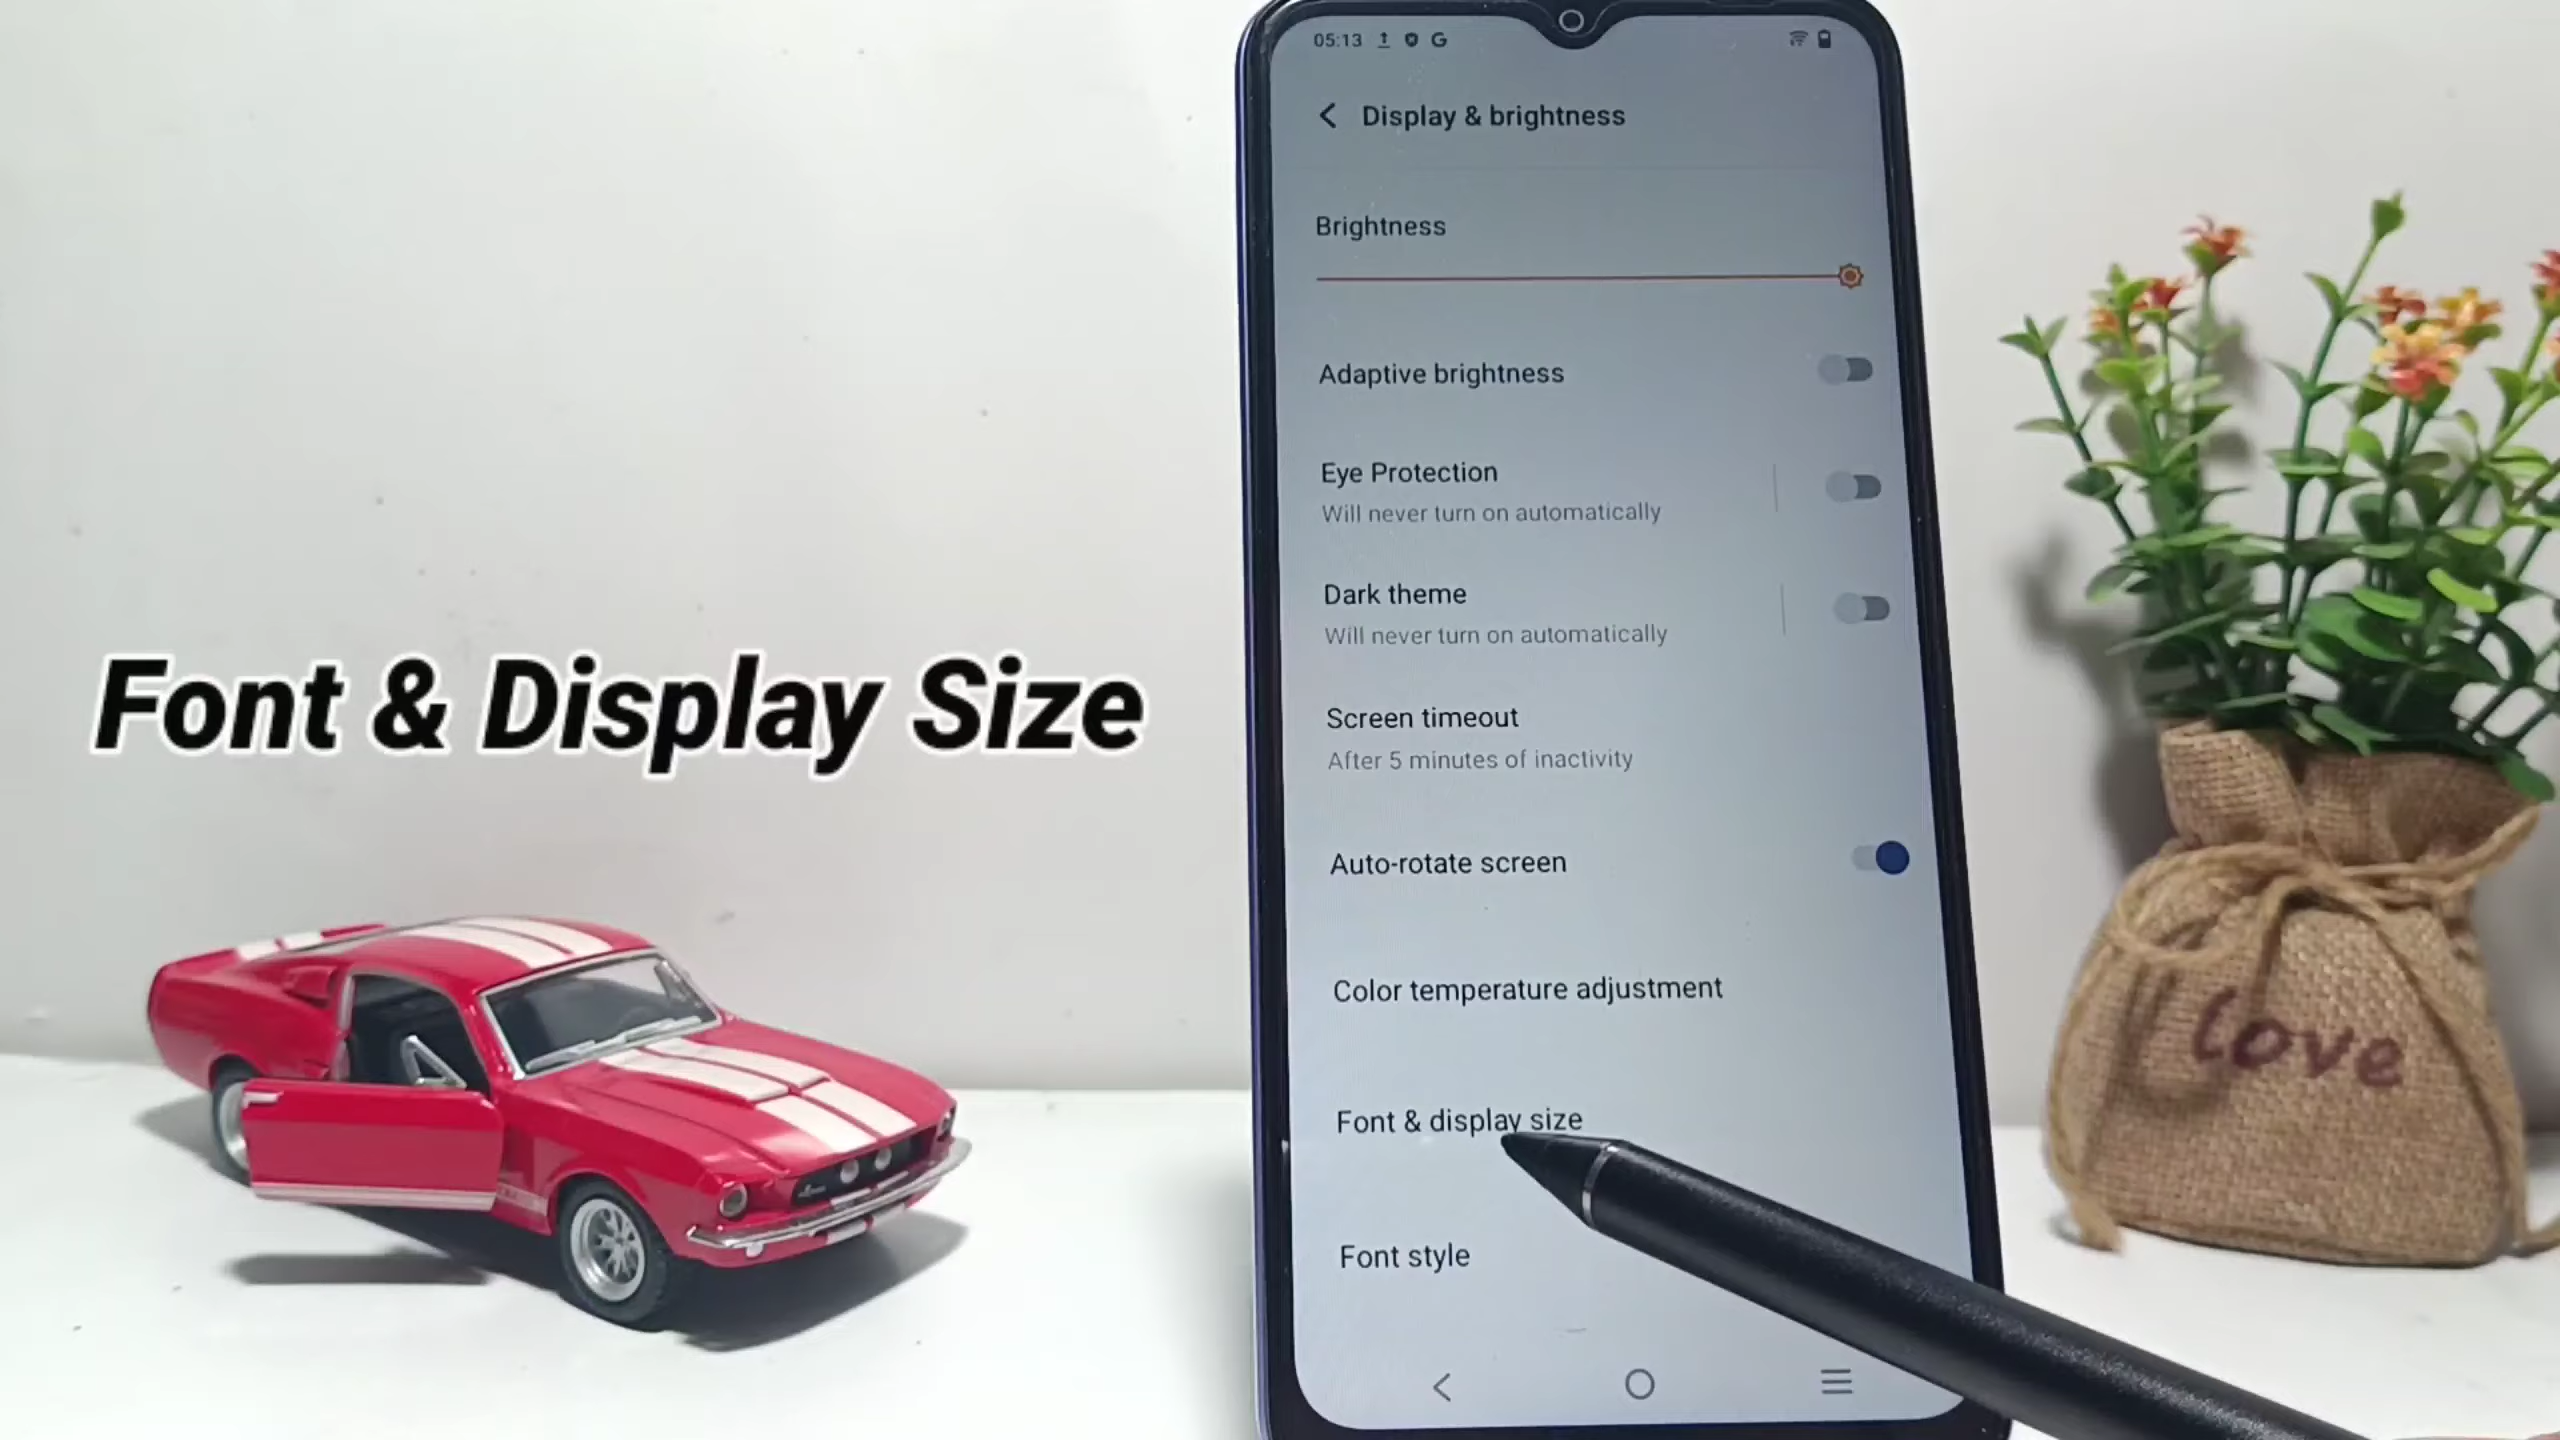 Font & Display Size
05:13
Display & brightness
Brightness
Adaptive brightness
Eye Protection
Will never turn on automatically
Dark theme
Will never turn on automatically
Screen timeout
After 5 minutes of inactivity
Auto-rotate screen
Color temperature adjustment
Font & display size
Font style
Love